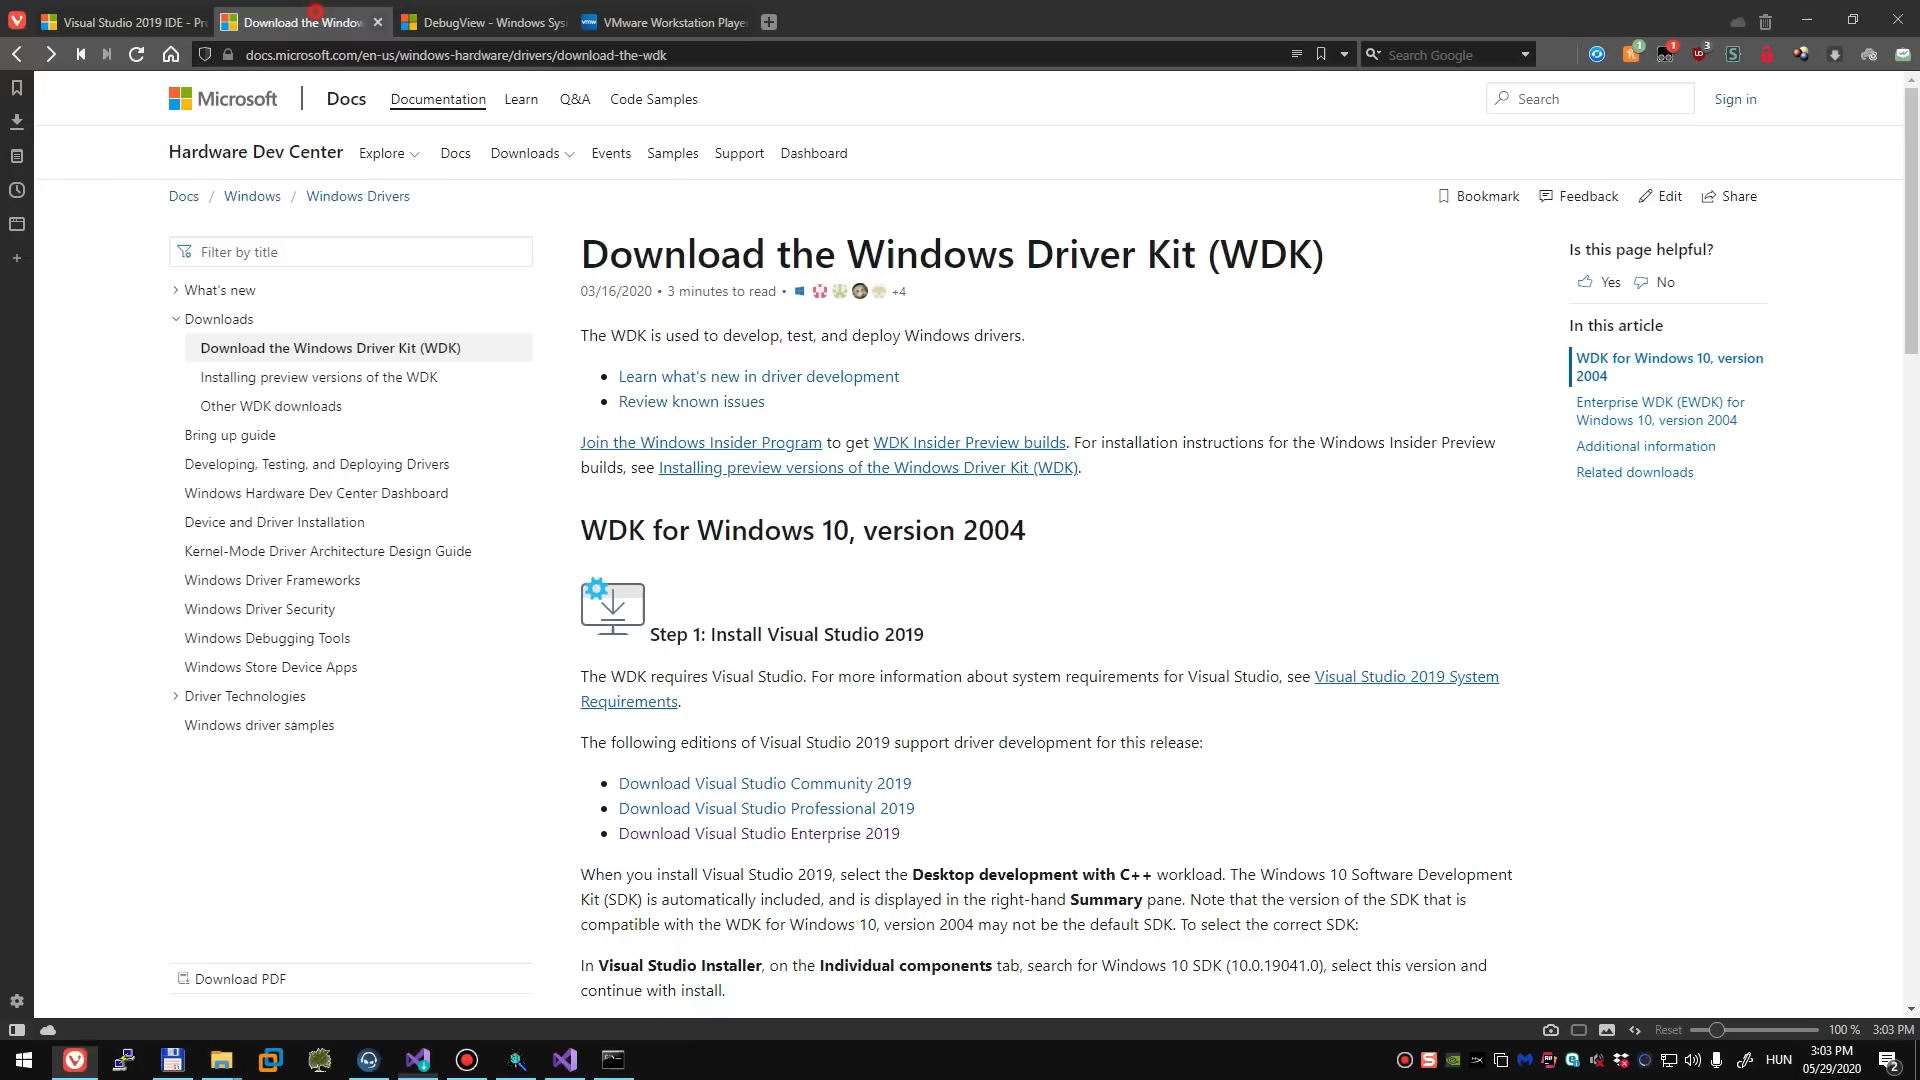 Visual Studio 2019 IDE - Pr
Download the Window
DebugView - Windows Sys
VMware Workstation Player
docs.microsoft.com/en-us/windows-hardware/drivers/download-the-wdk
Search Google
1
1
3
Microsoft
Docs
Documentation
Learn
Q&A
Code Samples
Search
Sign in
Hardware Dev Center
Explore
Docs
Downloads
Events
Samples
Support
Dashboard
Docs / Windows / Windows Drivers
Bookmark
Feedback
Edit
Share
Filter by title
What's new
Downloads
Download the Windows Driver Kit (WDK)
Installing preview versions of the WDK
Other WDK downloads
Bring up guide
Developing, Testing, and Deploying Drivers
Windows Hardware Dev Center Dashboard
Device and Driver Installation
Kernel-Mode Driver Architecture Design Guide
Windows Driver Frameworks
Windows Driver Security
Windows Debugging Tools
Windows Store Device Apps
Driver Technologies
Windows driver samples
Download PDF
Download the Windows Driver Kit (WDK)
03/16/2020 • 3 minutes to read • +4
The WDK is used to develop, test, and deploy Windows drivers.
• Learn what's new in driver development
• Review known issues
Join the Windows Insider Program to get WDK Insider Preview builds. For installation instructions for the Windows Insider Preview
builds, see Installing preview versions of the Windows Driver Kit (WDK).
WDK for Windows 10, version 2004
Step 1: Install Visual Studio 2019
The WDK requires Visual Studio. For more information about system requirements for Visual Studio, see Visual Studio 2019 System
Requirements.
The following editions of Visual Studio 2019 support driver development for this release:
• Download Visual Studio Community 2019
• Download Visual Studio Professional 2019
• Download Visual Studio Enterprise 2019
When you install Visual Studio 2019, select the Desktop development with C++ workload. The Windows 10 Software Development
Kit (SDK) is automatically included, and is displayed in the right-hand Summary pane. Note that the version of the SDK that is
compatible with the WDK for Windows 10, version 2004 may not be the default SDK. To select the correct SDK:
In Visual Studio Installer, on the Individual components tab, search for Windows 10 SDK (10.0.19041.0), select this version and
continue with install.
Is this page helpful?
Yes
No
In this article
WDK for Windows 10, version
2004
Enterprise WDK (EWDK) for
Windows 10, version 2004
Additional information
Related downloads
Reset
100 %
3:03 PM
HUN
3:03 PM
05/29/2020
2